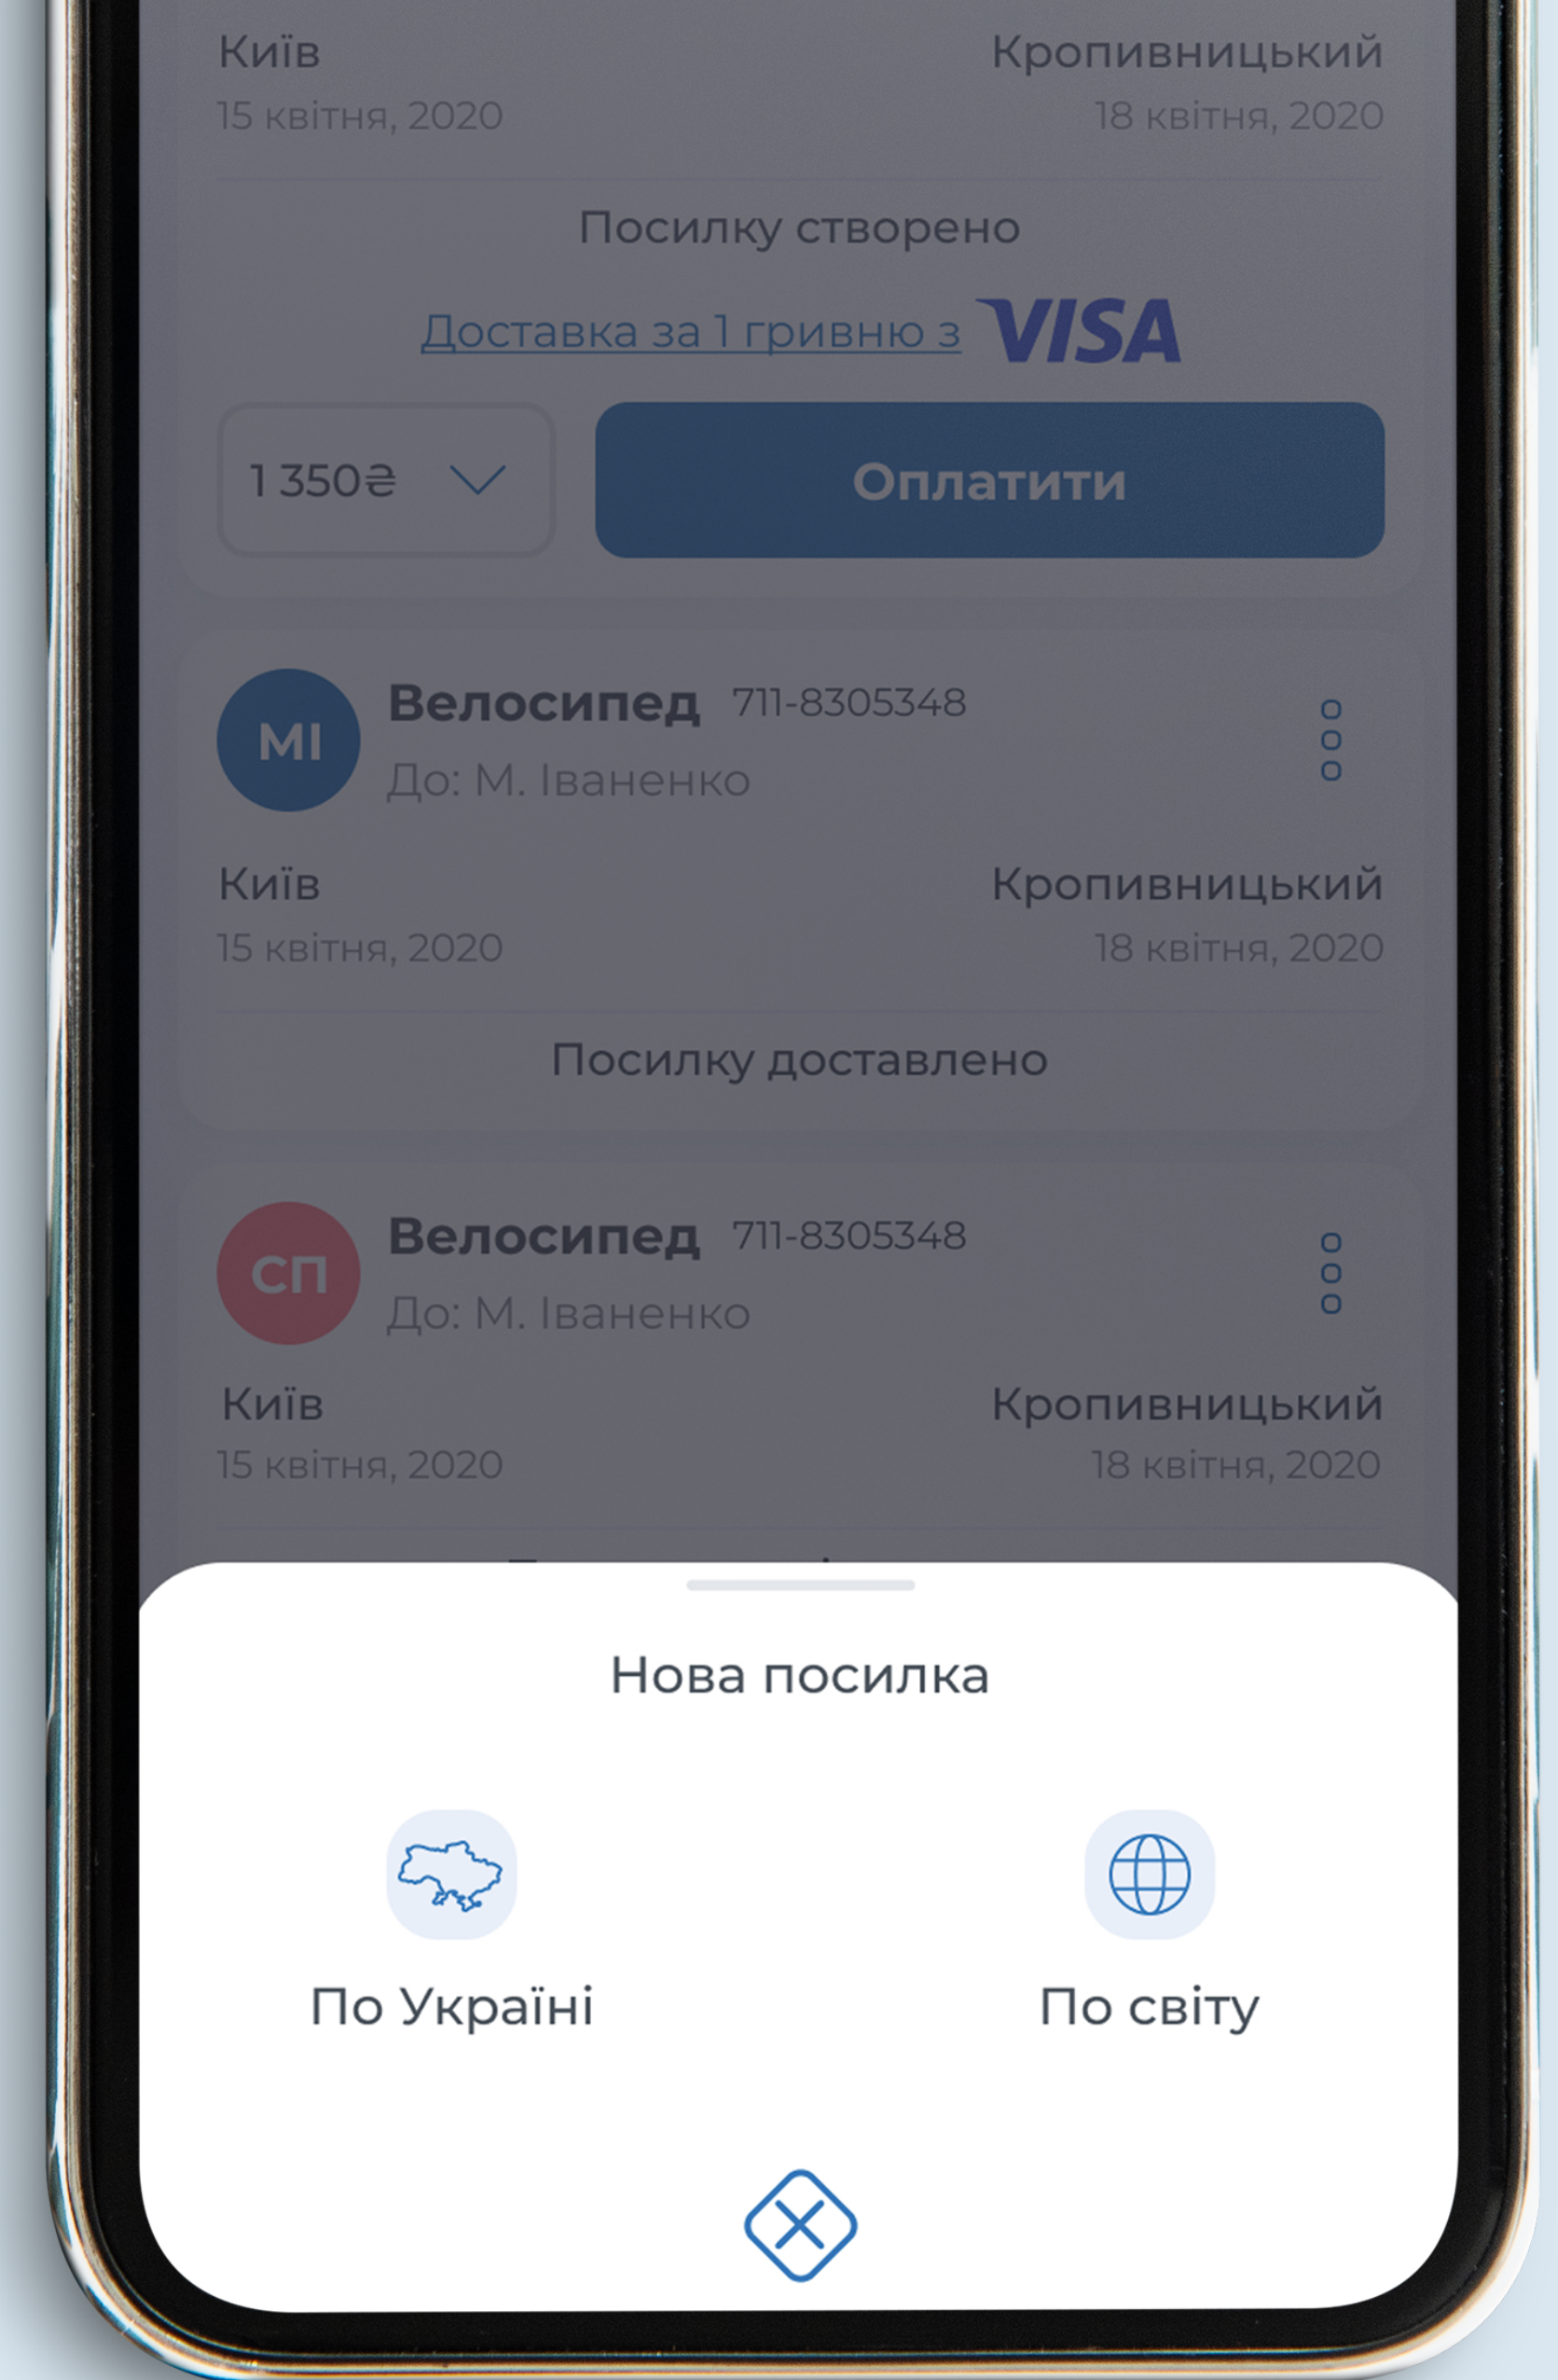 Київ Кропивницький
15 квітня, 2020 18 квітня, 2020
Посилку створено
Доставка за 1 гривню з VISA
1 350₴ Оплатити
МІ Велосипед 711-8305348
До: М. Іваненко
Київ Кропивницький
15 квітня, 2020 18 квітня, 2020
Посилку доставлено
СП Велосипед 711-8305348
До: М. Іваненко
Київ Кропивницький
15 квітня, 2020 18 квітня, 2020
Нова посилка
По Україні По світу